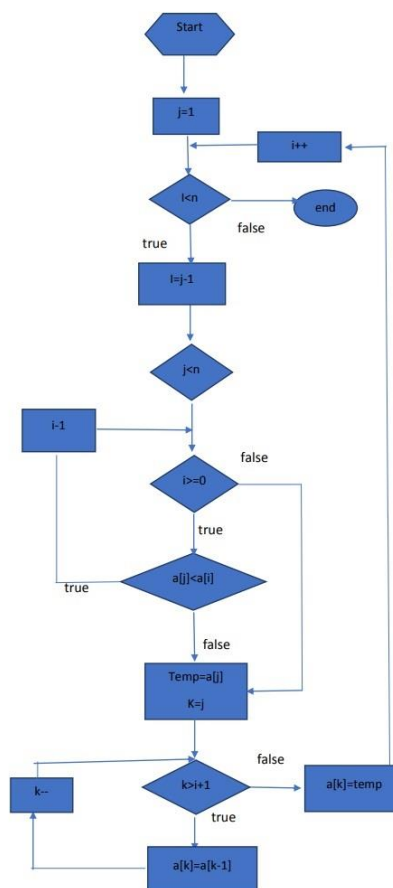 Start
j=1
i++
I<n
end
false
true
I=j-1
j<n
i-1
false
i>=0
true
a[j]<a[i]
true
false
Temp=a[j]
K=j
false
k>i+1
a[k]=temp
k--
true
a[k]=a[k-1]